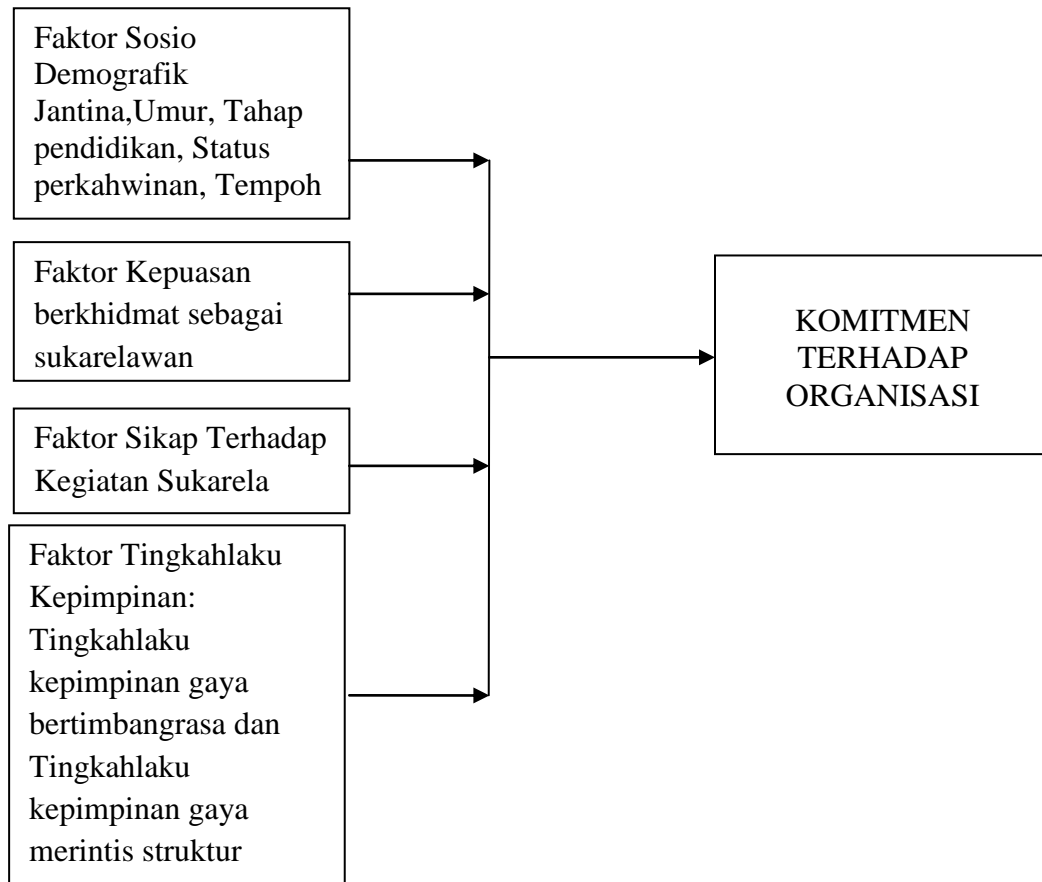 Faktor Sosio
Demografik
Jantina,Umur, Tahap
pendidikan, Status
perkahwinan, Tempoh
Faktor Kepuasan
berkhidmat sebagai
sukarelawan
Faktor Sikap Terhadap
Kegiatan Sukarela
Faktor Tingkahlaku
Kepimpinan:
Tingkahlaku
kepimpinan gaya
bertimbangrasa dan
Tingkahlaku
kepimpinan gaya
merintis struktur
KOMITMEN
TERHADAP
ORGANISASI